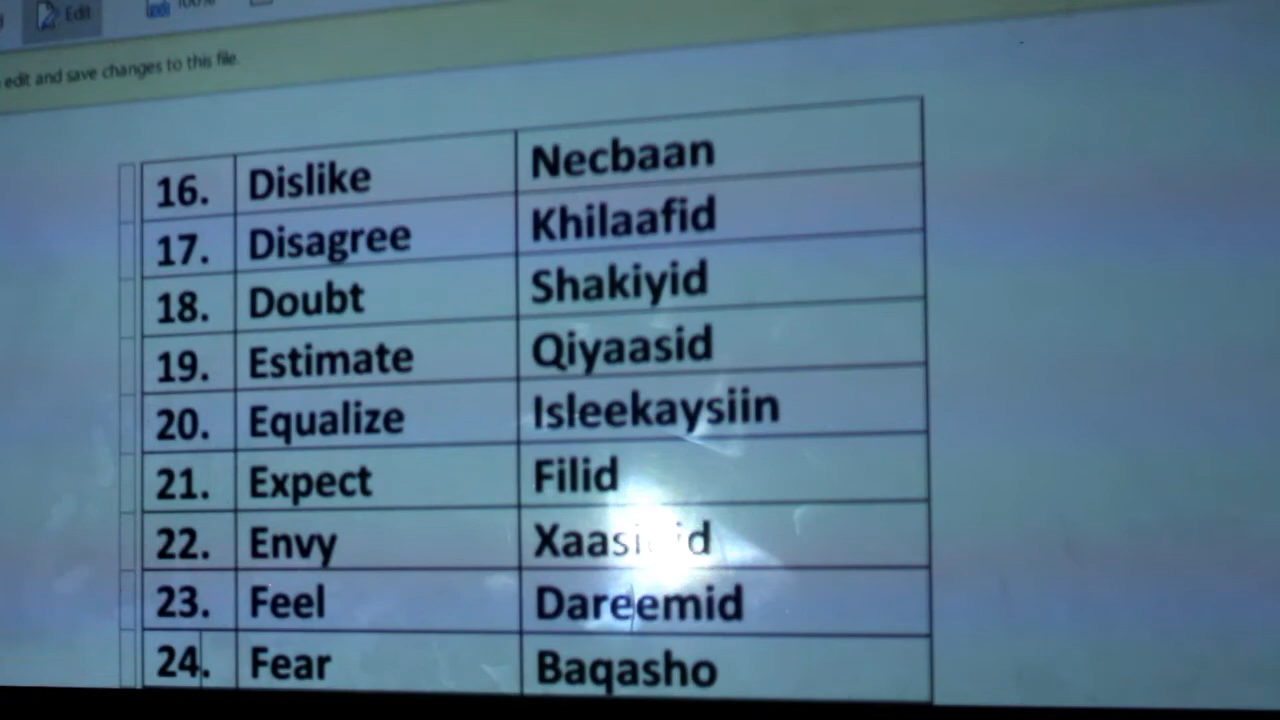 Edit
edit and save changes to this file.
16. Dislike Necbaan
17. Disagree Khilaafid
18. Doubt Shakiyid
19. Estimate Qiyaasid
20. Equalize Isleekaysiin
21. Expect Filid
22. Envy
23. Feel Dareemid
24. Fear Baqasho